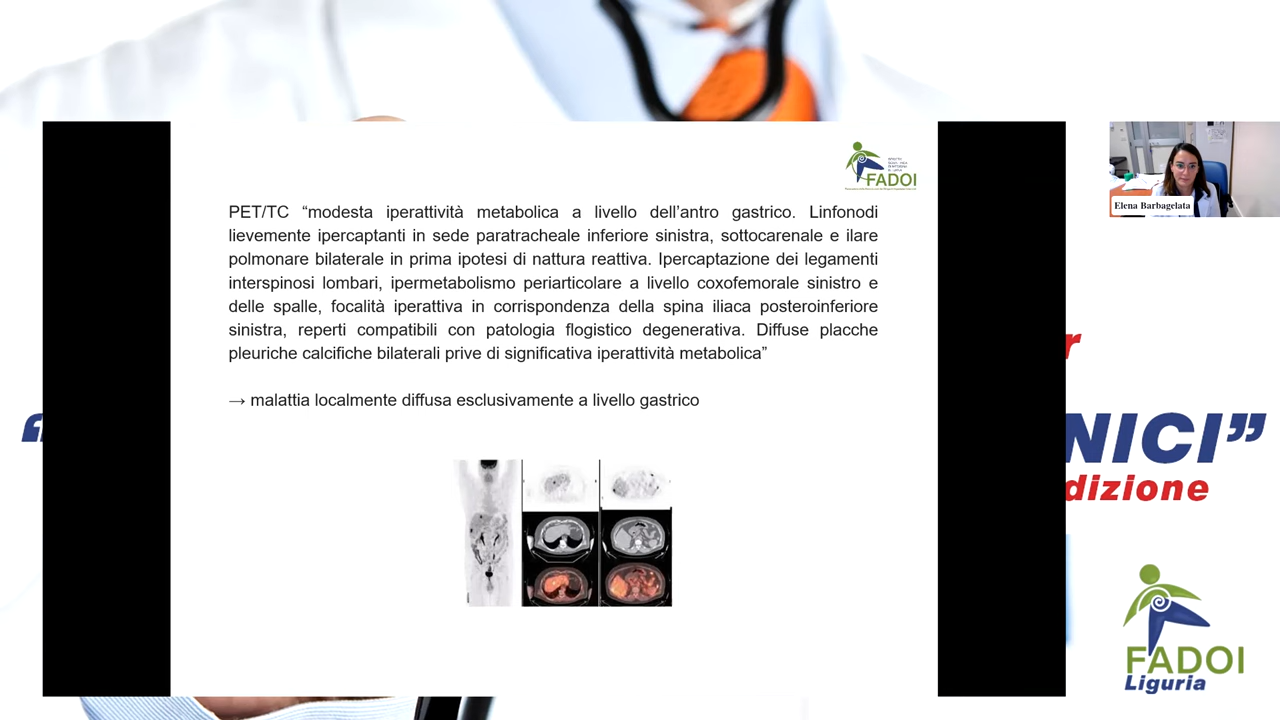 FADOI
PET/TC “modesta iperattività metabolica a livello dell’antro gastrico. Linfonodi
lievemente ipercaptanti in sede paratracheale inferiore sinistra, sottocarenale e ilare
polmonare bilaterale in prima ipotesi di nattura reattiva. Ipercaptazione dei legamenti
interspinosi lombari, ipermetabolismo periarticolare a livello coxofemorale sinistro e
delle spalle, focalità iperattiva in corrispondenza della spina iliaca posteroinferiore
sinistra, reperti compatibili con patologia flogistico degenerativa. Diffuse placche
pleuriche calcifiche bilaterali prive di significativa iperattività metabolica”
→ malattia localmente diffusa esclusivamente a livello gastrico
Elena Barbagelata
r
“
NICI”
dizione
FADOI
Liguria